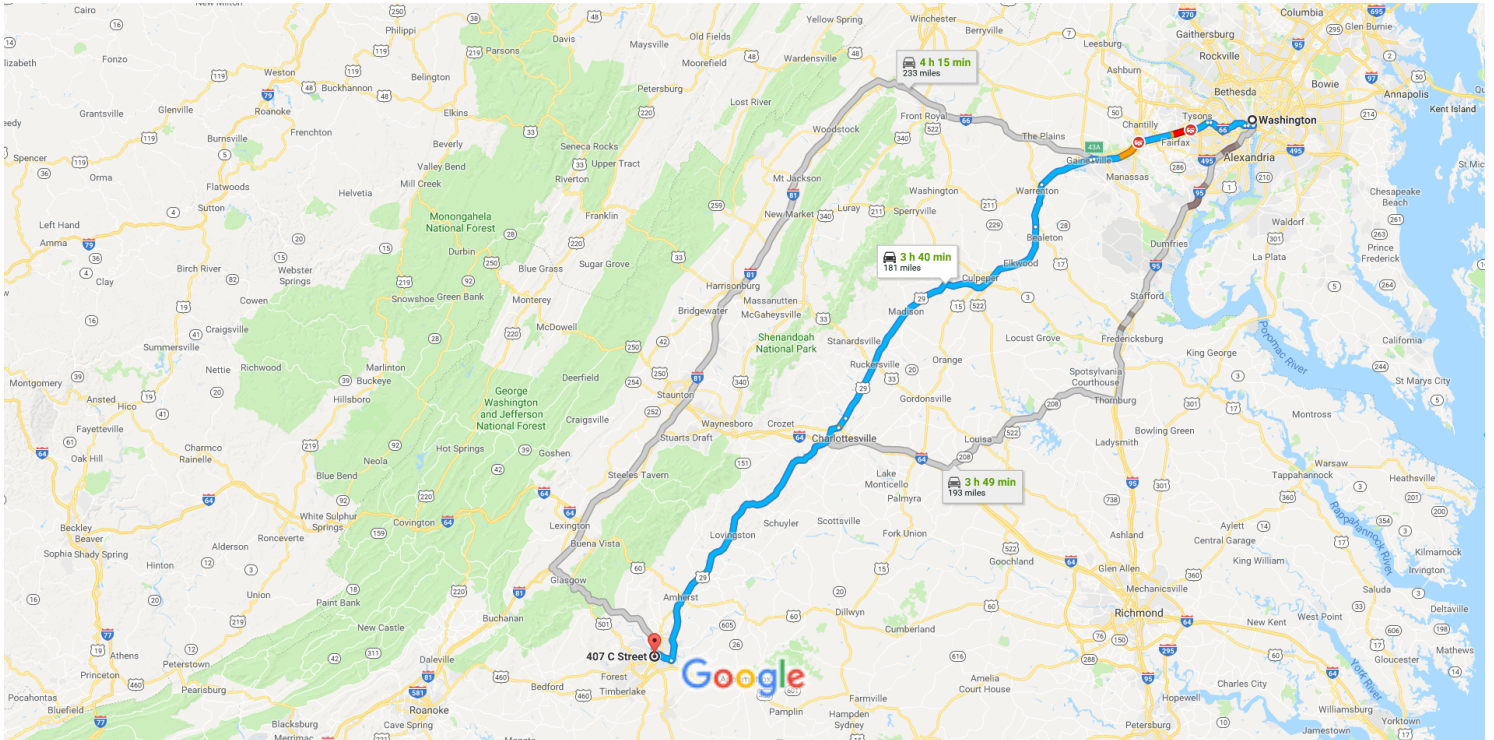 Cairo
New Milton
Philippi
Davis
Old Fields
Yellow Spring
Winchester
Berryville
Columbia
Glen Burnie
Gaithersburg
Rockville
Leesburg
Maysville
Wardensville
Parsons
Fonzo
Weston
Buckhannon
Belington
Moorefield
4 h 15 min
233 miles
Ashburn
Bethesda
Bowie
Annapolis
Kent Island
Grantsville
Glenville
Roanoke
Elkins
Petersburg
Lost River
Front Royal
The Plains
Chantilly
Tysons
Washington
Burnsville
Frenchton
Beverly
Seneca Rocks
Woodstock
43A
Fairfax
Spencer
Orma
Flatwoods
Valley Bend
Mill Creek
Upper Tract
Riverton
Mt Jackson
Gainesville
Manassas
Alexandria
Sutton
Helvetia
Monongahela
National Forest
Franklin
New Market
Luray
Washington
Sperryville
Warrenton
Chesapeake
Beach
Left Hand
Amma
Durbin
Bealeton
Dumfries
Waldorf
Prince
Frederick
Clay
Birch River
Webster
Springs
Cowen
Snowshoe
Green Bank
Blue Grass
Sugar Grove
Monterey
Harrisonburg
Massanutten
McGaheysville
3 h 40 min
181 miles
Culpeper
Elkwood
La Plata
Stafford
Craigsville
Summersville
McDowell
Bridgewater
Madison
Shenandoah
National Park
Stanardsville
Locust Grove
Fredericksburg
King George
Potomac River
California
Montgomery
Nettie
Richwood
Marlinton
Buckeye
Hillsboro
Deerfield
Ruckersville
Orange
Spotsylvania
Courthouse
St Marys City
Ansted
Hico
Fayetteville
George
Washington
and Jefferson
National Forest
Craigsville
Staunton
Gordonsville
Thornburg
Montross
Oak Hill
Charmco
Rainelle
Hot Springs
Goshen
Waynesboro
Crozet
Stuarts Draft
Charlottesville
Louisa
Ladysmith
Bowling Green
Warsaw
Tappahannock
Heathsville
Neola
Blue Bend
Steeles Tavern
Lake
Monticello
Palmyra
3 h 49 min
193 miles
Beckley
Beaver
White Sulphur
Springs
Covington
Lexington
Schuyler
Scottsville
Fork Union
Ashland
Aylett
Central Garage
Rappahannock River
Kilmarnock
Irvington
Sophia
Shady Spring
Alderson
Ronceverte
Buena Vista
Lovingston
Goochland
Glen Allen
Mechanicsville
King William
Hinton
Union
Paint Bank
Glasgow
Amherst
Dillwyn
Richmond
Saluda
Deltaville
New Castle
Buchanan
Cumberland
New Kent
West Point
Urbanna
Mathews
Athens
Princeton
Peterstown
Daleville
407 C Street
Forest
Timberlake
Google
Gloucester
Pocahontas
Bluefield
Pearisburg
Roanoke
Bedford
Farmville
Amelia
Court House
Charles City
York River
Blacksburg
Cave Spring
Pamplin
Hampden
Sydney
Hopewell
Petersburg
Williamsburg
Jamestown
Yorktown